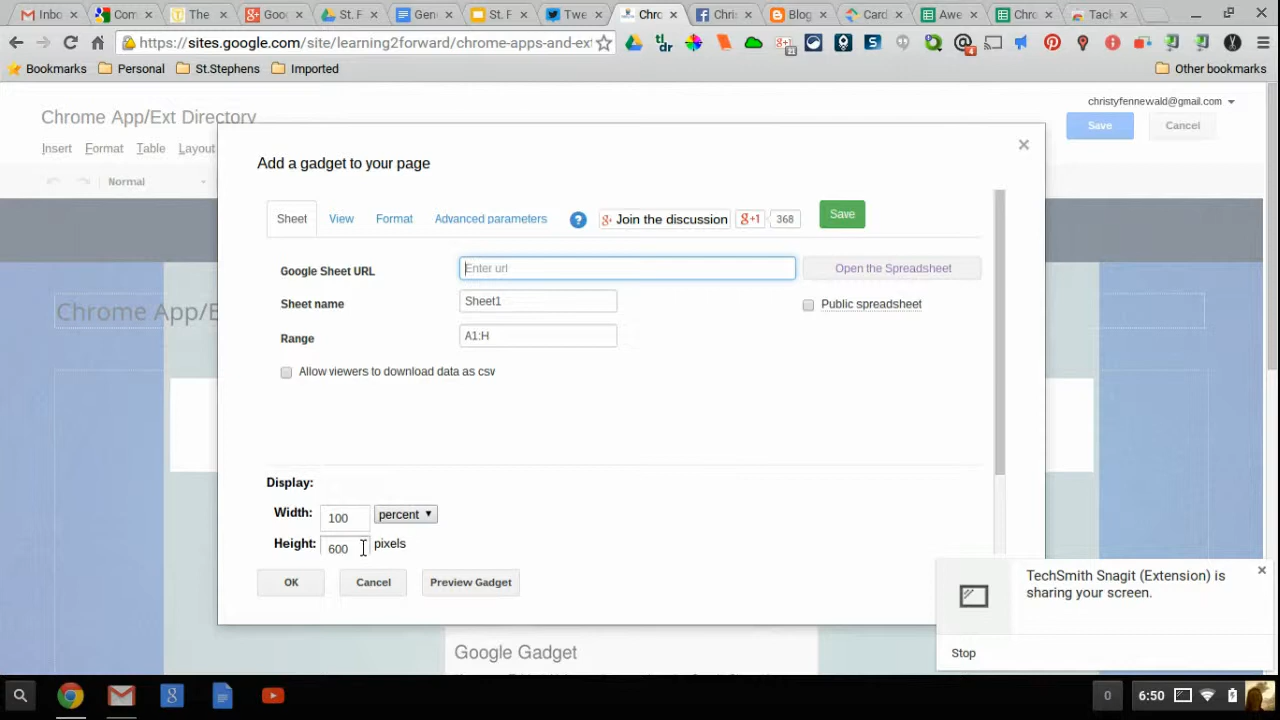 Inbo
Com
The
Goo
St. F
Gene
St. F
Twe
Chro
Chris
Blog
Card
Awe
Chro
Tack
https://sites.google.com/site/learning2forward/chrome-apps-and-ex
Bookmarks Personal St.Stephens Imported Other bookmarks
Chrome App/Ext Directory
christyfennewald@gmail.com
Save Cancel
Insert Format Table Layout
Normal
Chrome App/E
Add a gadget to your page
Sheet View Format Advanced parameters ? Join the discussion g+1 368 Save
Google Sheet URL Enter url Open the Spreadsheet
Sheet name Sheet1 Public spreadsheet
Range A1:H
Allow viewers to download data as csv
Display:
Width: 100 percent
Height: 600 pixels
OK Cancel Preview Gadget
TechSmith Snagit (Extension) is
sharing your screen.
Stop
Google Gadget
0 6:50